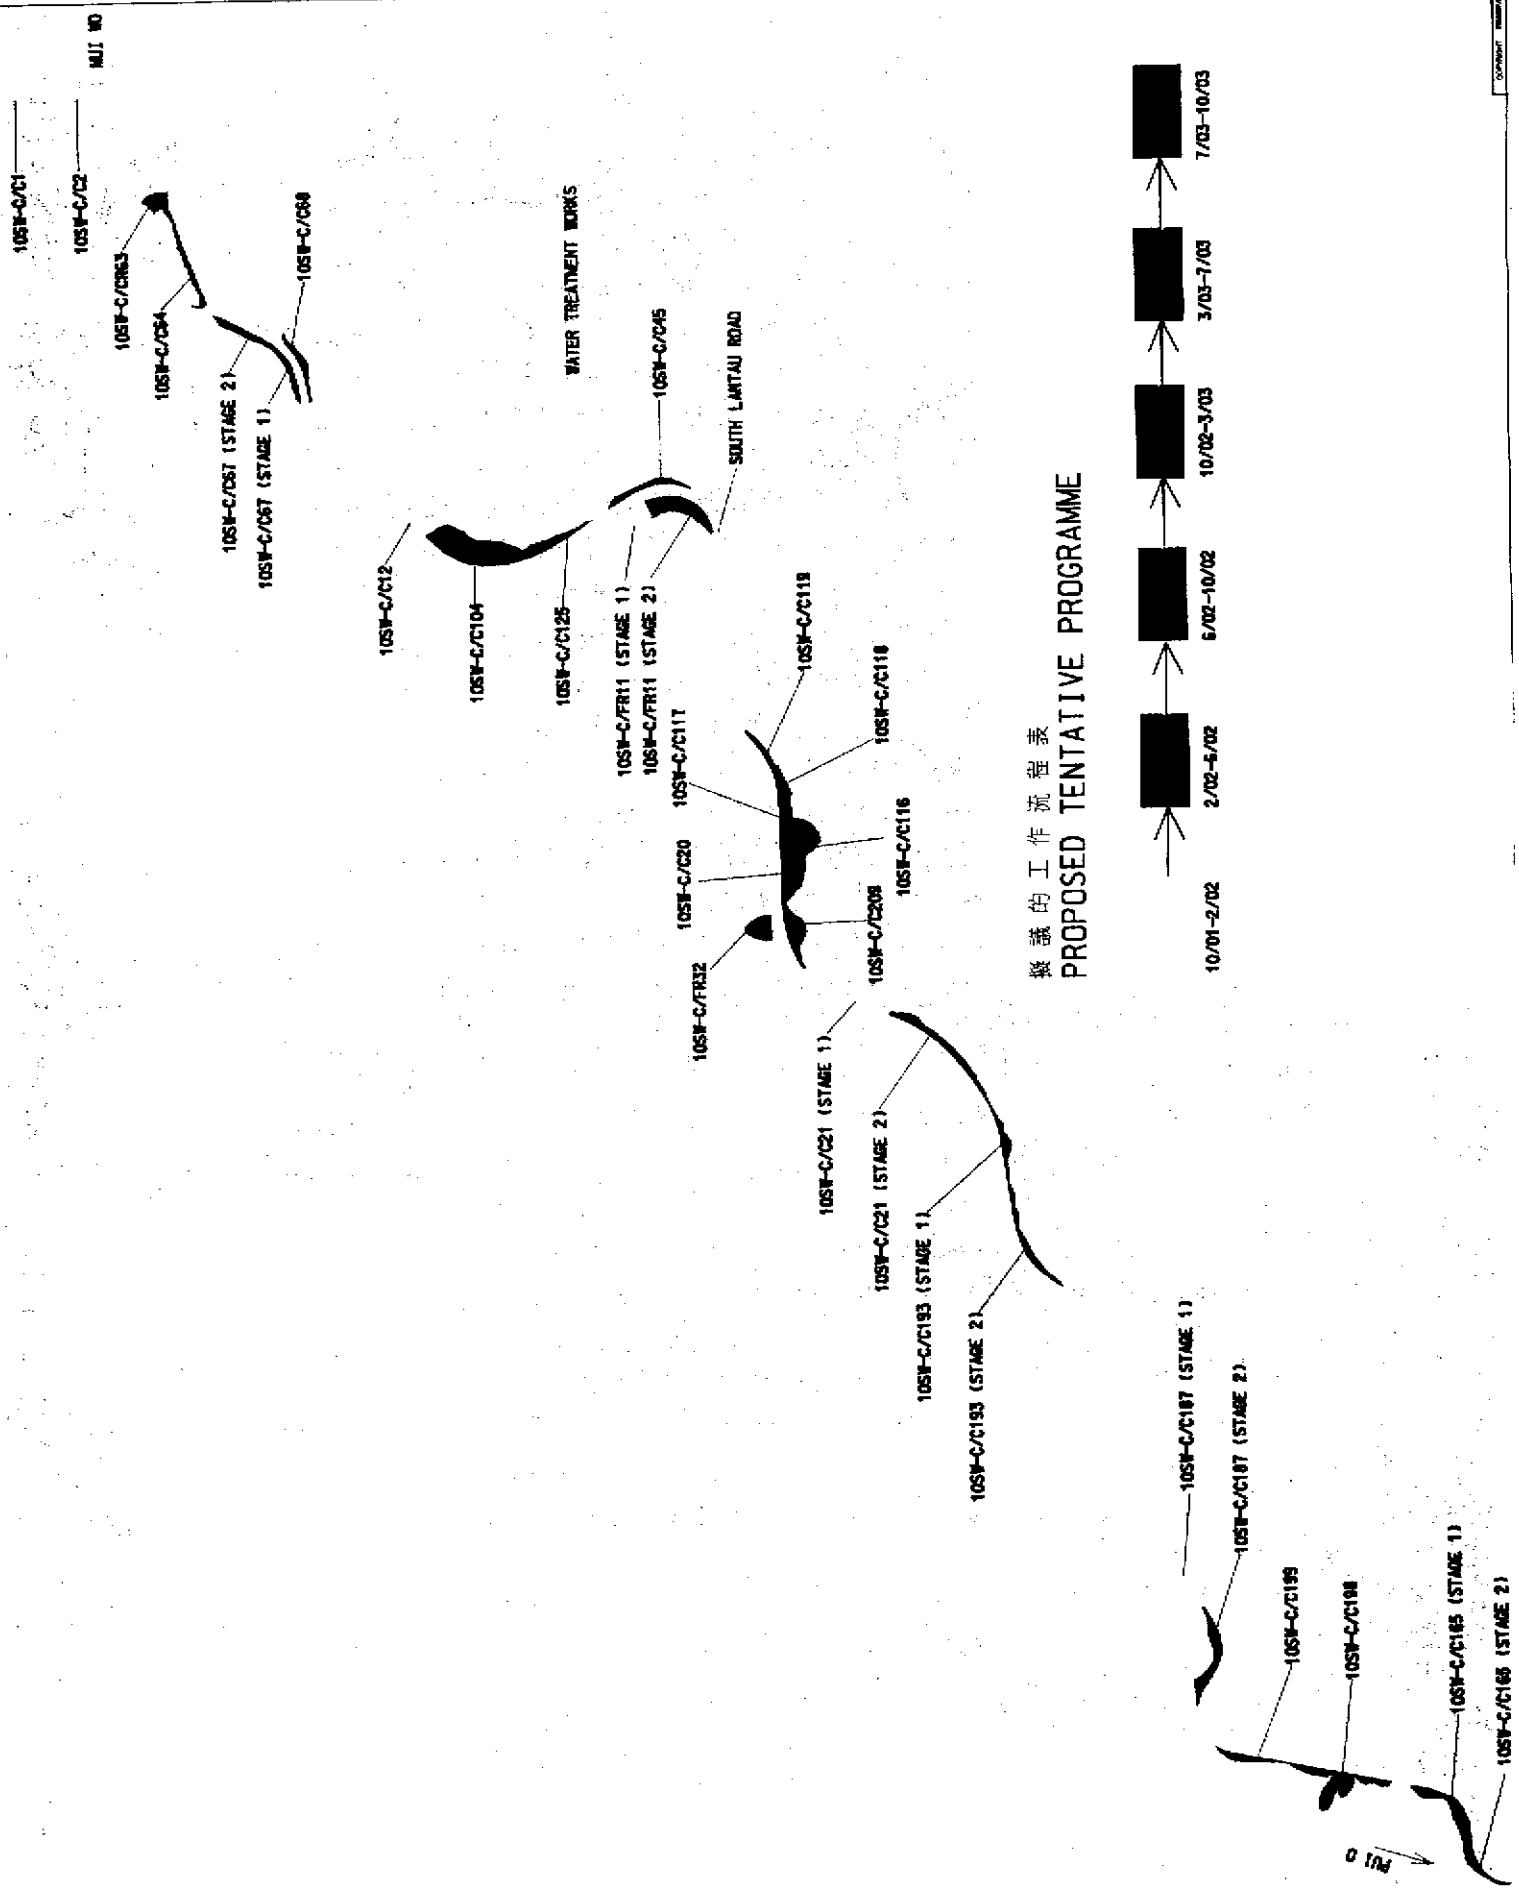 10SW-C/C1
10SW-C/C2
MUI WO
10SW-C/CR63
10SW-C/C64
10SW-C/C67 (STAGE 2)
10SW-C/C67 (STAGE 1)
10SW-C/C68
10SW-C/C12
10SW-C/C104
10SW-C/C125
WATER TREATMENT WORKS
10SW-C/C45
SOUTH LANTAU ROAD
10SW-C/FR11 (STAGE 1)
10SW-C/FR11 (STAGE 2)
10SW-C/C117
10SW-C/C119
10SW-C/C118
10SW-C/C20
10SW-C/C116
10SW-C/FR32
10SW-C/C209
10SW-C/C21 (STAGE 1)
10SW-C/C21 (STAGE 2)
10SW-C/C193 (STAGE 1)
10SW-C/C193 (STAGE 2)
10SW-C/C187 (STAGE 1)
10SW-C/C187 (STAGE 2)
10SW-C/C199
10SW-C/C198
10SW-C/C165 (STAGE 1)
10SW-C/C165 (STAGE 2)
PUI O
擬議的工作流程表
PROPOSED TENTATIVE PROGRAMME
10/01-2/02
2/02-6/02
6/02-10/02
10/02-3/03
3/03-7/03
7/03-10/03
COPYRIGHT